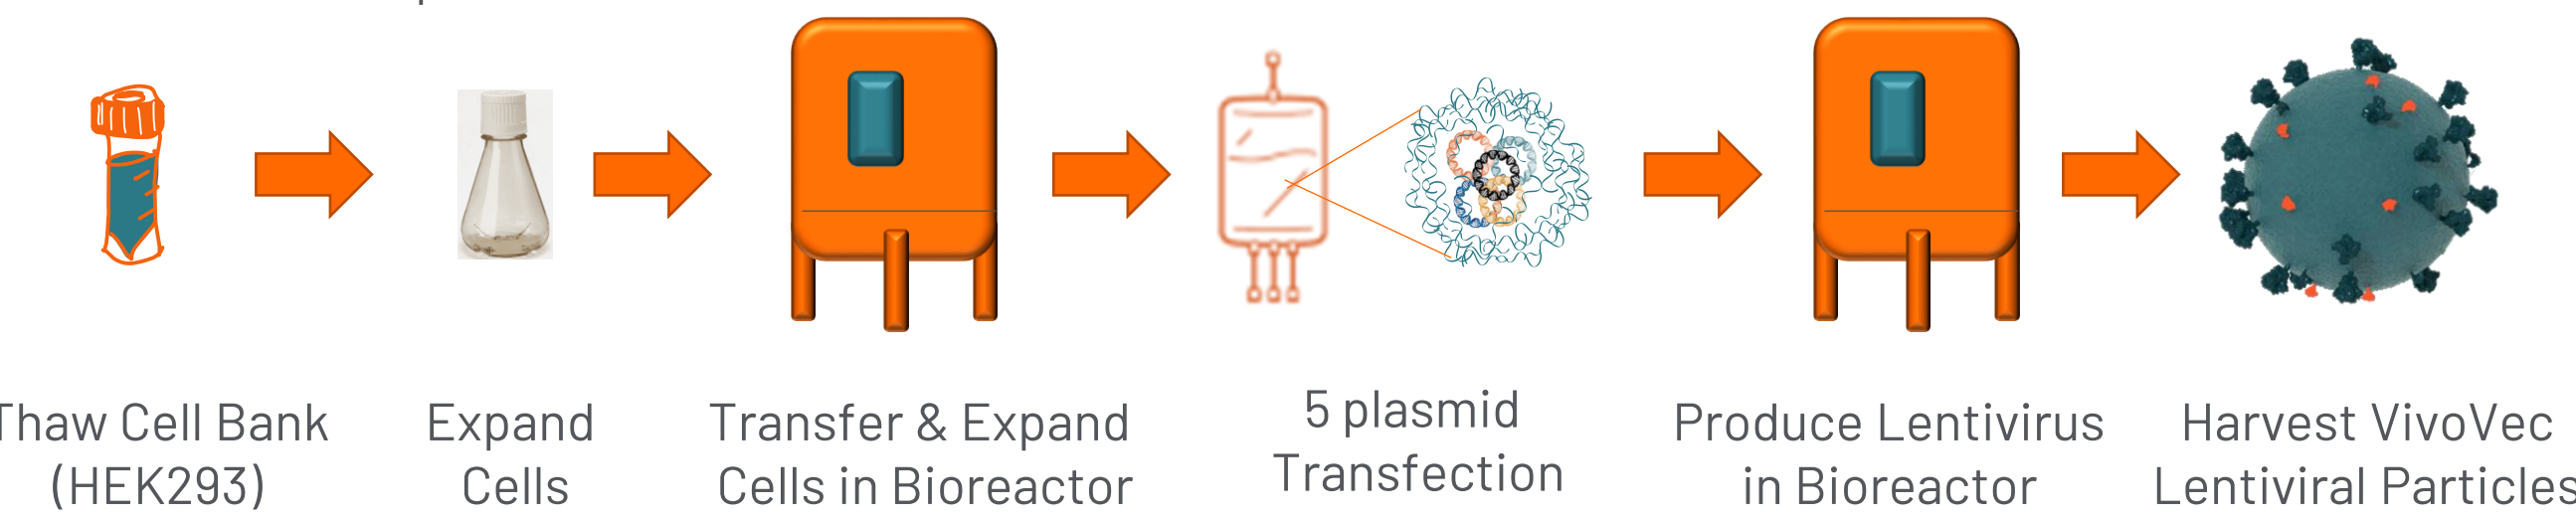 Thaw Cell Bank
(HEK293)
Expand
Cells
Transfer & Expand
Cells in Bioreactor
5 plasmid
Transfection
Produce Lentivirus
in Bioreactor
Harvest VivoVec
Lentiviral Particles